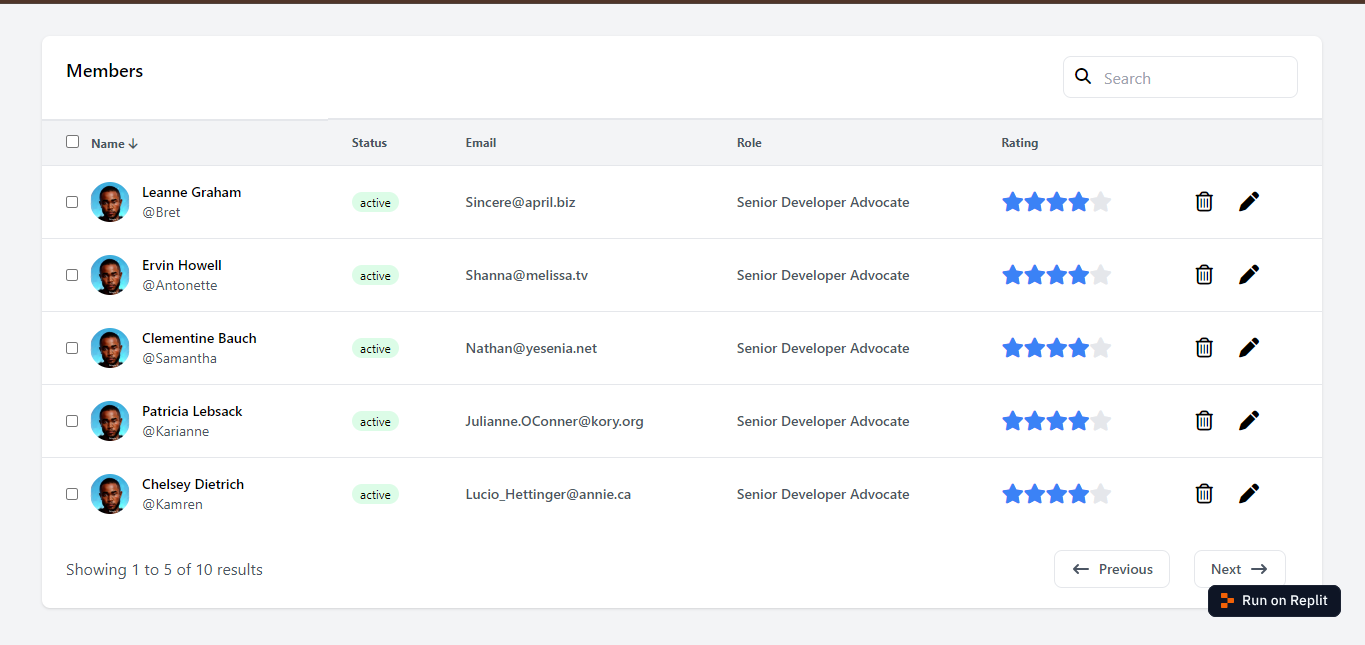 Members
Search
Name Status Email Role Rating
Leanne Graham
@Bret
active Sincere@april.biz Senior Developer Advocate
Ervin Howell
@Antonette
active Shanna@melissa.tv Senior Developer Advocate
Clementine Bauch
@Samantha
active Nathan@yesenia.net Senior Developer Advocate
Patricia Lebsack
@Karianne
active Julianne.OConner@kory.org Senior Developer Advocate
Chelsey Dietrich
@Kamren
active Lucio_Hettinger@annie.ca Senior Developer Advocate
Showing 1 to 5 of 10 results
Previous Next
Run on Replit